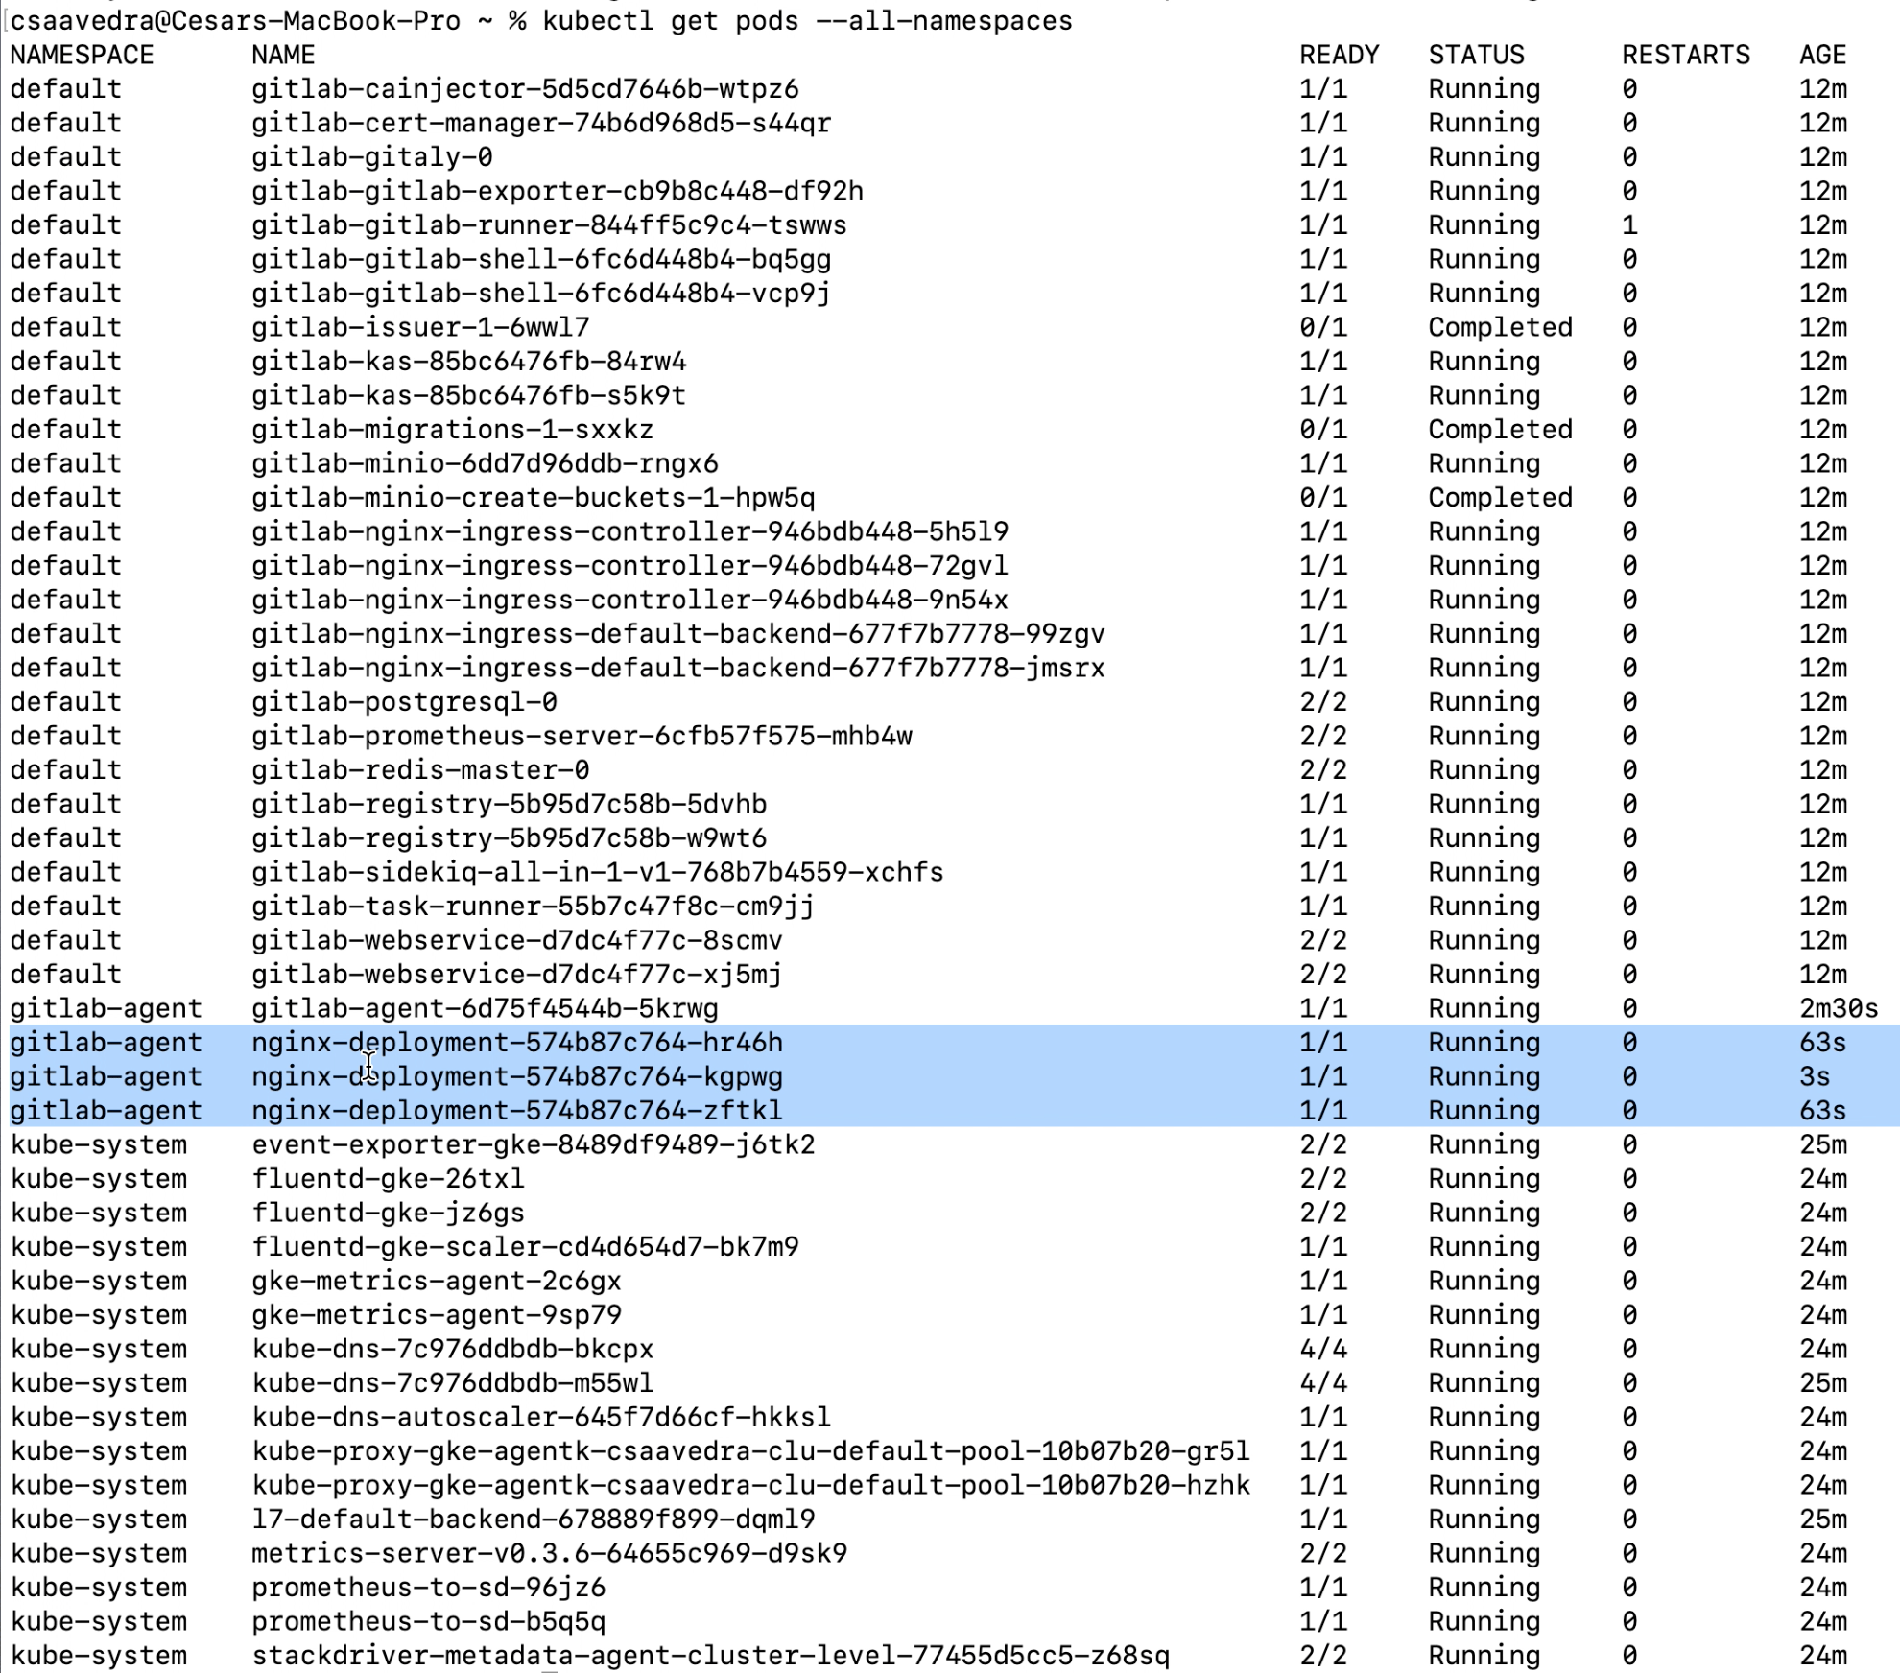 csaavedra@Cesars-MacBook-Pro ~ % kubectl get pods --all-namespaces
NAMESPACE NAME READY STATUS RESTARTS AGE
default gitlab-cainjector-5d5cd7646b-wtpz6 1/1 Running 0 12m
default gitlab-cert-manager-74b6d968d5-s44qr 1/1 Running 0 12m
default gitlab-gitaly-0 1/1 Running 0 12m
default gitlab-gitlab-exporter-cb9b8c448-df92h 1/1 Running 0 12m
default gitlab-gitlab-runner-844ff5c9c4-tswws 1/1 Running 1 12m
default gitlab-gitlab-shell-6fc6d448b4-bq5gg 1/1 Running 0 12m
default gitlab-gitlab-shell-6fc6d448b4-vcp9j 1/1 Running 0 12m
default gitlab-issuer-1-6wwl7 0/1 Completed 0 12m
default gitlab-kas-85bc6476fb-84rw4 1/1 Running 0 12m
default gitlab-kas-85bc6476fb-s5k9t 1/1 Running 0 12m
default gitlab-migrations-1-sxxkz 0/1 Completed 0 12m
default gitlab-minio-6dd7d96ddb-rngx6 1/1 Running 0 12m
default gitlab-minio-create-buckets-1-hpw5q 0/1 Completed 0 12m
default gitlab-nginx-ingress-controller-946bdb448-5h5l9 1/1 Running 0 12m
default gitlab-nginx-ingress-controller-946bdb448-72gvl 1/1 Running 0 12m
default gitlab-nginx-ingress-controller-946bdb448-9n54x 1/1 Running 0 12m
default gitlab-nginx-ingress-default-backend-677f7b7778-99zgv 1/1 Running 0 12m
default gitlab-nginx-ingress-default-backend-677f7b7778-jmsrx 1/1 Running 0 12m
default gitlab-postgresql-0 2/2 Running 0 12m
default gitlab-prometheus-server-6cfb57f575-mhb4w 2/2 Running 0 12m
default gitlab-redis-master-0 2/2 Running 0 12m
default gitlab-registry-5b95d7c58b-5dvhb 1/1 Running 0 12m
default gitlab-registry-5b95d7c58b-w9wt6 1/1 Running 0 12m
default gitlab-sidekiq-all-in-1-v1-768b7b4559-xchfs 1/1 Running 0 12m
default gitlab-task-runner-55b7c47f8c-cm9jj 1/1 Running 0 12m
default gitlab-webservice-d7dc4f77c-8scmv 2/2 Running 0 12m
default gitlab-webservice-d7dc4f77c-xj5mj 2/2 Running 0 12m
gitlab-agent gitlab-agent-6d75f4544b-5krwg 1/1 Running 0 2m30s
gitlab-agent nginx-deployment-574b87c764-hr46h 1/1 Running 0 63s
gitlab-agent nginx-deployment-574b87c764-kgpwg 1/1 Running 0 3s
gitlab-agent nginx-deployment-574b87c764-zftkl 1/1 Running 0 63s
kube-system event-exporter-gke-8489df9489-j6tk2 2/2 Running 0 25m
kube-system fluentd-gke-26txl 2/2 Running 0 24m
kube-system fluentd-gke-jz6gs 2/2 Running 0 24m
kube-system fluentd-gke-scaler-cd4d654d7-bk7m9 1/1 Running 0 24m
kube-system gke-metrics-agent-2c6gx 1/1 Running 0 24m
kube-system gke-metrics-agent-9sp79 1/1 Running 0 24m
kube-system kube-dns-7c976ddbdb-bkcpx 4/4 Running 0 24m
kube-system kube-dns-7c976ddbdb-m55wl 4/4 Running 0 25m
kube-system kube-dns-autoscaler-645f7d66cf-hkksl 1/1 Running 0 24m
kube-system kube-proxy-gke-agentk-csaavedra-clu-default-pool-10b07b20-gr5l 1/1 Running 0 24m
kube-system kube-proxy-gke-agentk-csaavedra-clu-default-pool-10b07b20-hzhk 1/1 Running 0 24m
kube-system l7-default-backend-678889f899-dqml9 1/1 Running 0 25m
kube-system metrics-server-v0.3.6-64655c969-d9sk9 2/2 Running 0 24m
kube-system prometheus-to-sd-96jz6 1/1 Running 0 24m
kube-system prometheus-to-sd-b5q5q 1/1 Running 0 24m
kube-system stackdriver-metadata-agent-cluster-level-77455d5cc5-z68sq 2/2 Running 0 24m